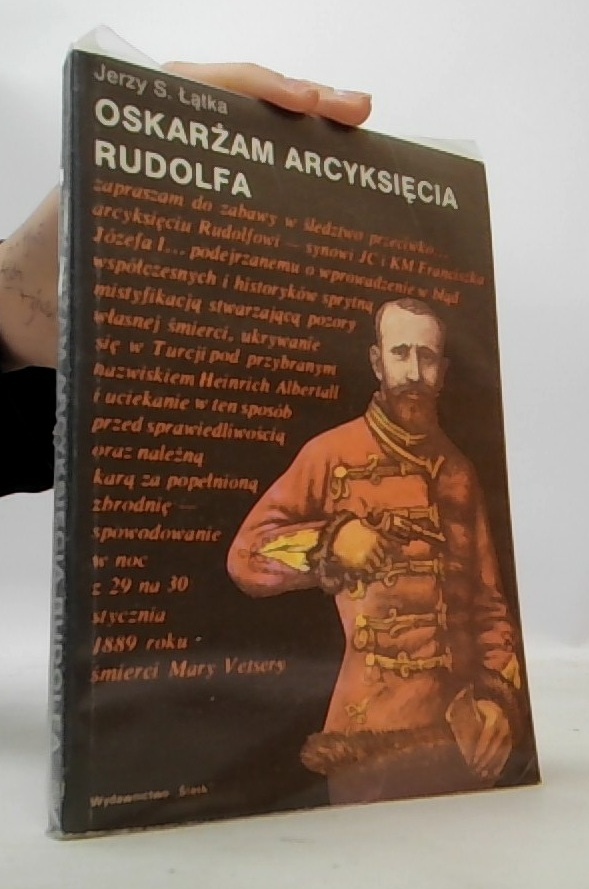 Jerzy S. Łątka
OSKARŻAM ARCYKSIĘCIA
RUDOLFA
zapraszam do zabawy w śledztwo przeciwko...
arcyksięciu Rudolfowi — synowi JC i KM Franciszka
Józefa I... podejrzanemu o wprowadzenie w błąd
współczesnych i historyków sprytną
mistyfikacją stwarzającą pozory
własnej śmierci, ukrywanie
się w Turcji pod przybranym
nazwiskiem Heinrich Albertall
i uciekanie w ten sposób
przed sprawiedliwością
oraz należną
karą za popełnioną
zbrodnię —
spowodowanie
w noc
z 29 na 30
stycznia
1889 roku
śmierci Mary Vetsery
Wydawnictwo "Śląsk"
ARCYKSIĘCIA RUDOLFA